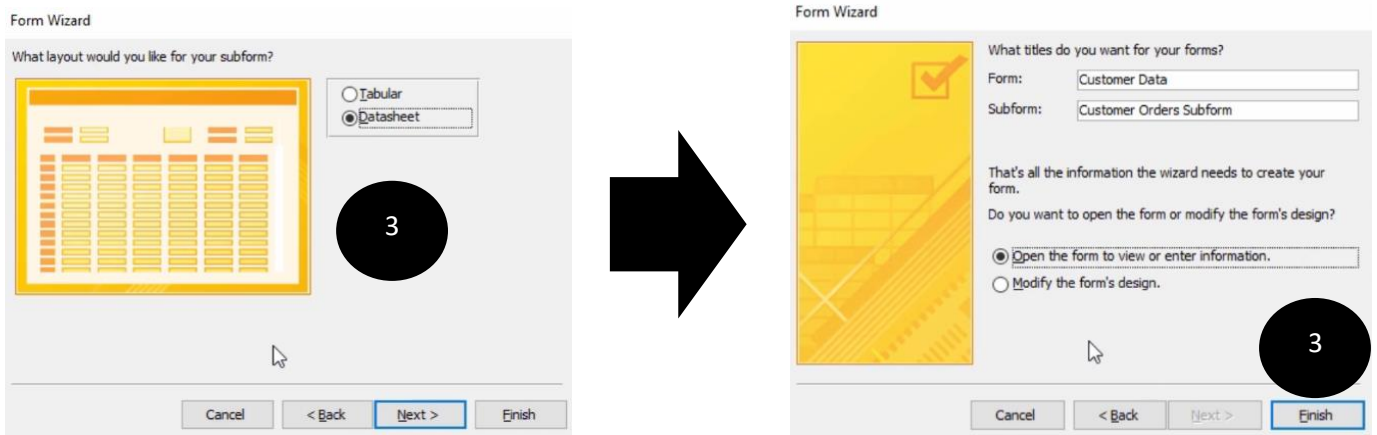 Form Wizard
What layout would you like for your subform?
Tabular
Datasheet
3
Cancel
< Back
Next >
Finish
Form Wizard
What titles do you want for your forms?
Form: Customer Data
Subform: Customer Orders Subform
That's all the information the wizard needs to create your
form.
Do you want to open the form or modify the form's design?
Open the form to view or enter information.
Modify the form's design.
3
Cancel
< Back
Next >
Finish